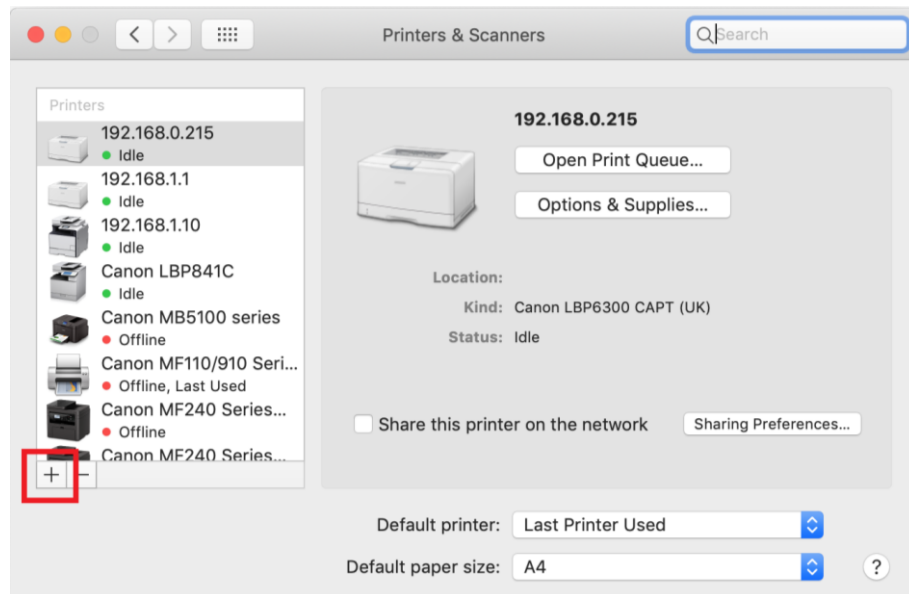 Printers & Scanners
Search
Printers
192.168.0.215
Idle
192.168.1.1
Idle
192.168.1.10
Idle
Canon LBP841C
Idle
Canon MB5100 series
Offline
Canon MF110/910 Seri...
Offline, Last Used
Canon MF240 Series...
Offline
Canon MF240 Series...
+ −
192.168.0.215
Open Print Queue...
Options & Supplies...
Location:
Kind: Canon LBP6300 CAPT (UK)
Status: Idle
Share this printer on the network
Sharing Preferences...
Default printer: Last Printer Used
Default paper size: A4
?